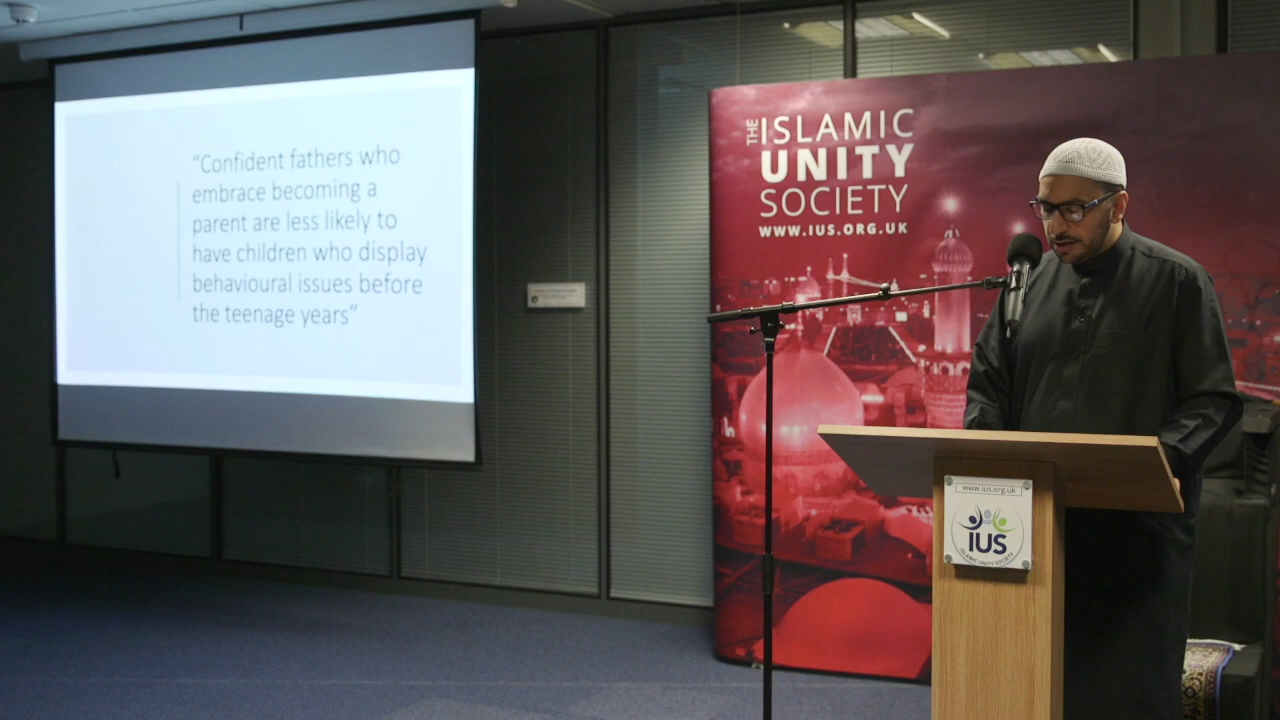 “Confident fathers who
embrace becoming a
parent are less likely to
have children who display
behavioural issues before
the teenage years”
THE ISLAMIC
UNITY
SOCIETY
WWW.IUS.ORG.UK
www.ius.org.uk
IUS
ISLAMIC UNITY SOCIETY